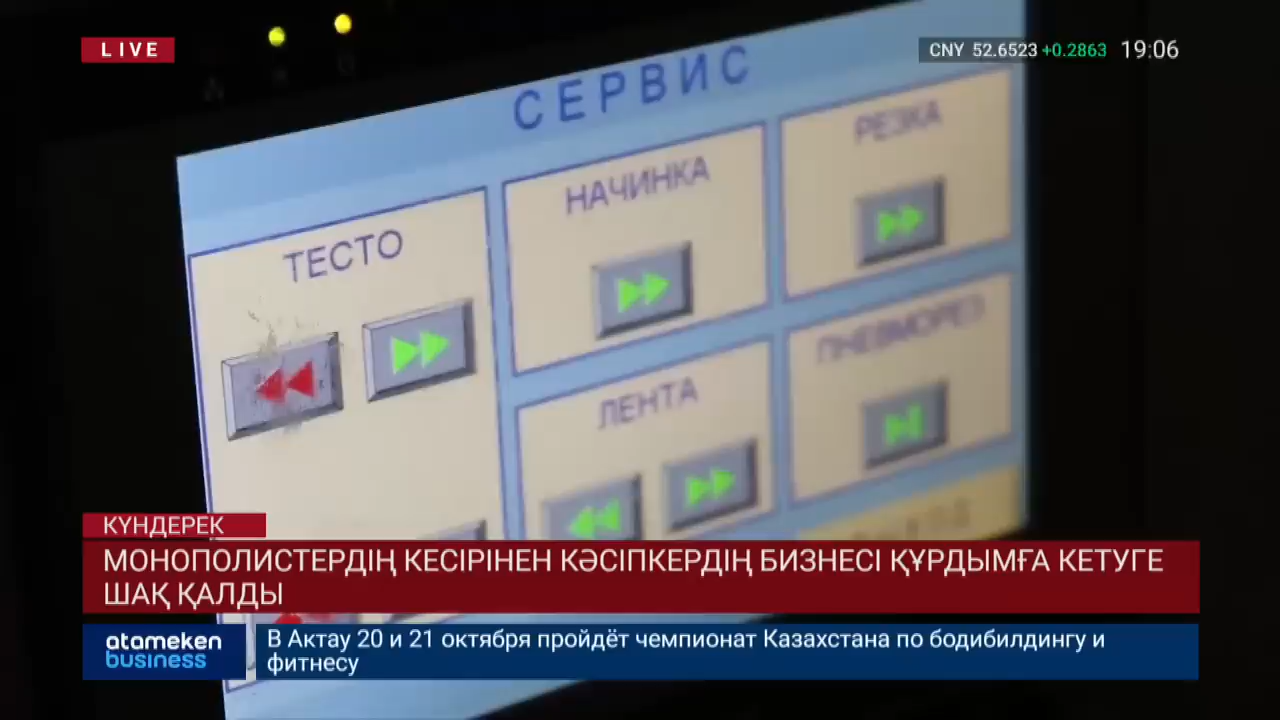 LIVE
CNY 52.6523 +0.2863 19:06
СЕРВИС
ТЕСТО
НАЧИНКА
РЕЗКА
ЛЕНТА
ПНЕВМОРЕЗ
КҮНДЕРЕК
МОНОПОЛИСТЕРДІҢ КЕСІРІНЕН КӘСІПКЕРДІҢ БИЗНЕСІ ҚҰРДЫМҒА КЕТУГЕ
ШАҚ ҚАЛДЫ
atameken
business
В Актау 20 и 21 октября пройдёт чемпионат Казахстана по бодибилдингу и
фитнесу